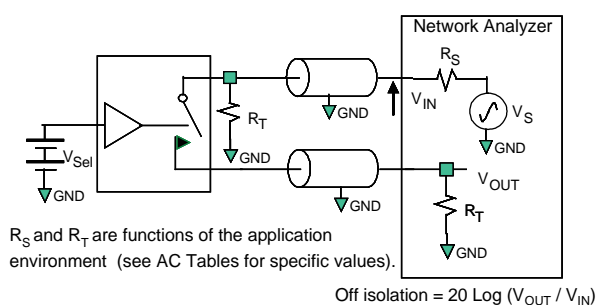 Network Analyzer
R_S
V_IN
GND
V_S
GND
R_T
GND
V_Sel
GND
GND
V_OUT
R_T
GND
R_S and R_T are functions of the application
environment (see AC Tables for specific values).
Off isolation = 20 Log (V_OUT / V_IN)